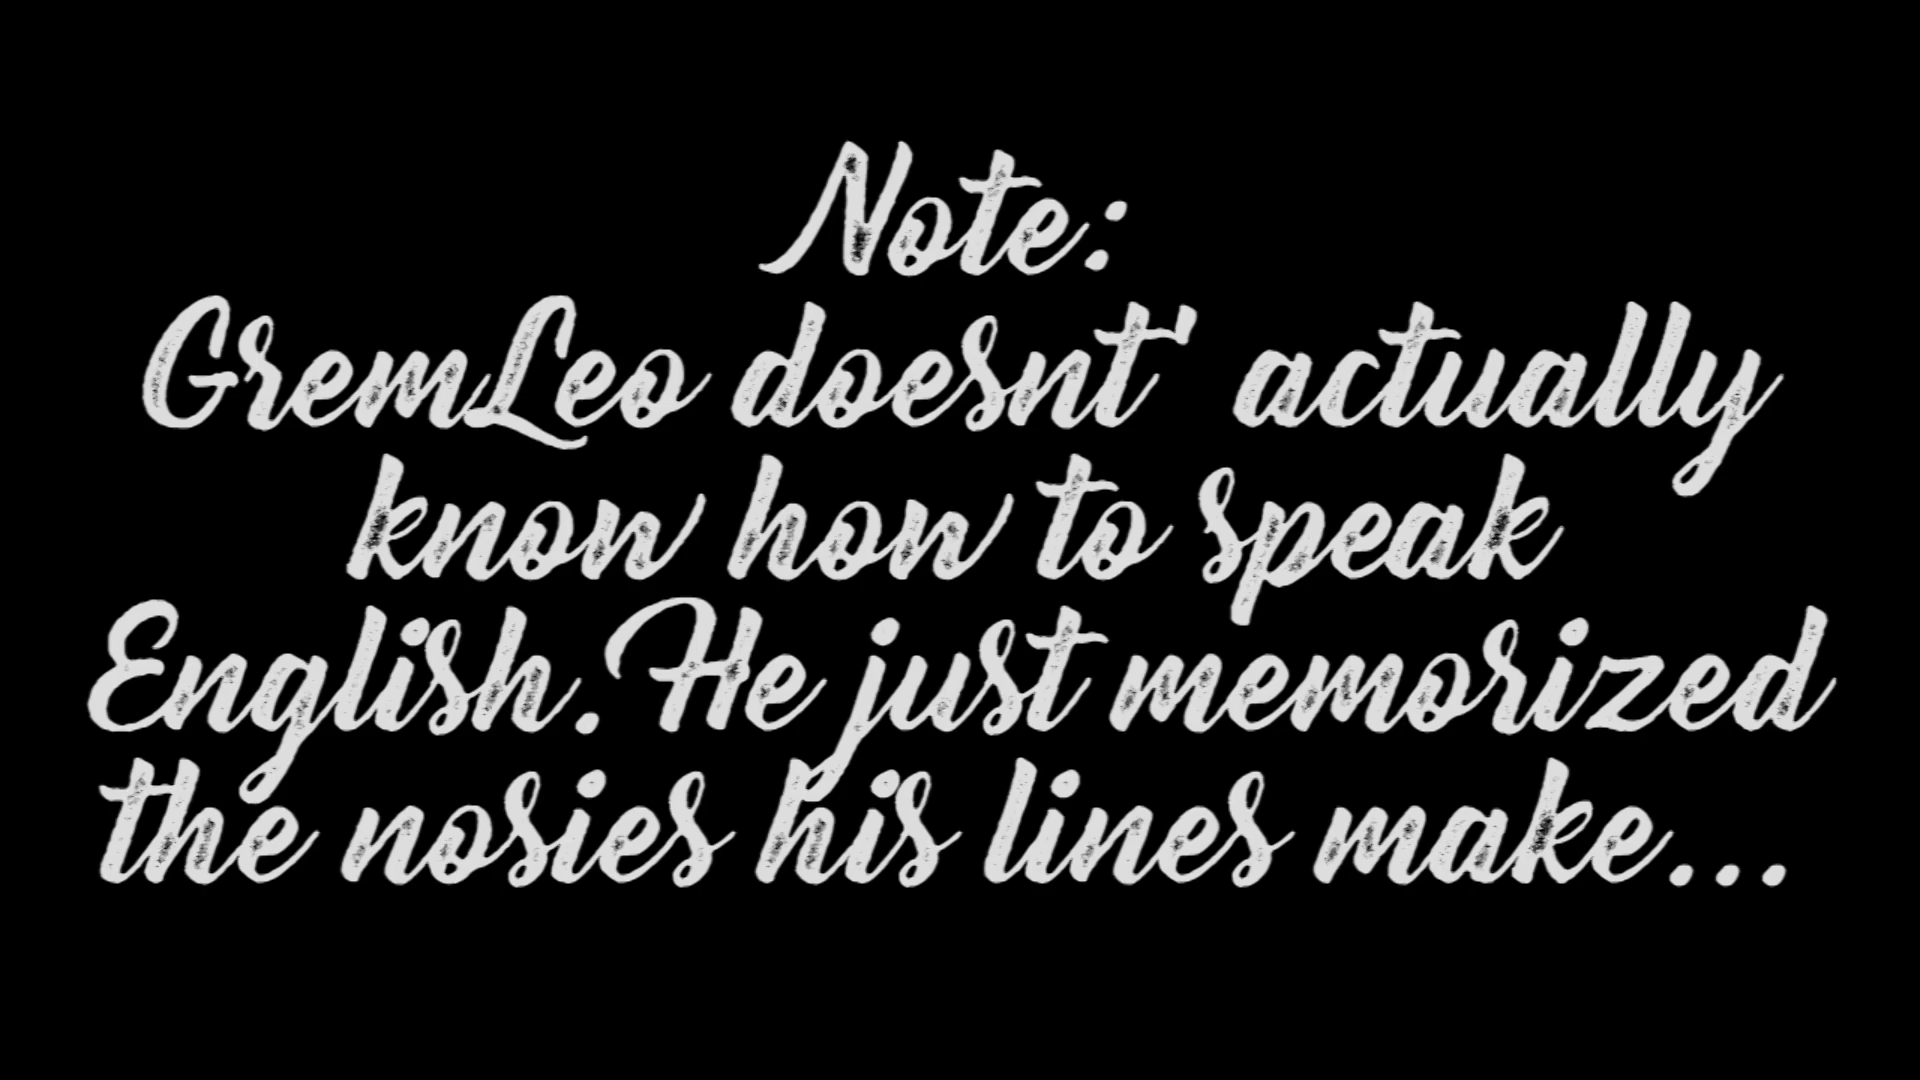 Note:
GremLeo doesnt' actually
know how to speak
English. He just memorized
the nosies his lines make...